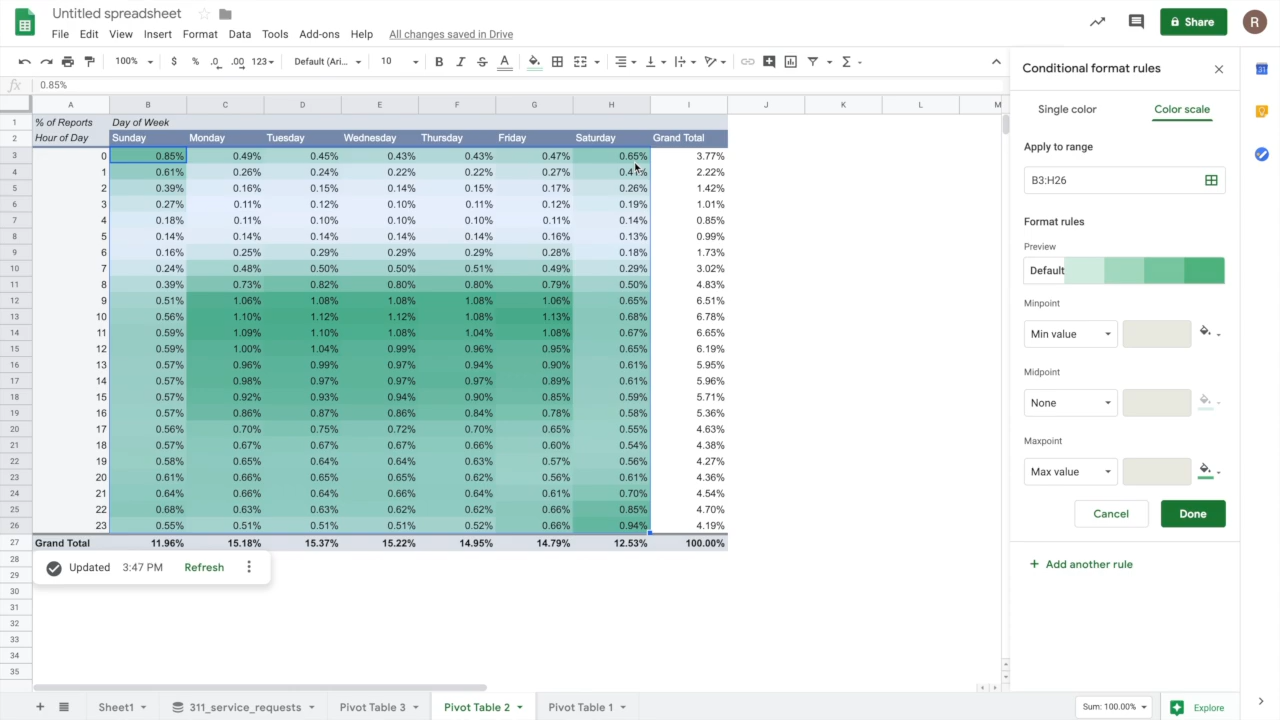 Untitled spreadsheet
File Edit View Insert Format Data Tools Add-ons Help All changes saved in Drive
Share R
100% $ % .0 .00 123 Default (Ari... 10 B I S A
fx 0.85%
A B C D E F G H I J K L M
1 % of Reports Day of Week
2 Hour of Day Sunday Monday Tuesday Wednesday Thursday Friday Saturday Grand Total
3 0 0.85% 0.49% 0.45% 0.43% 0.43% 0.47% 0.65% 3.77%
4 1 0.61% 0.26% 0.24% 0.22% 0.22% 0.27% 2.22%
5 2 0.39% 0.16% 0.15% 0.14% 0.15% 0.17% 0.26% 1.42%
6 3 0.27% 0.11% 0.12% 0.10% 0.11% 0.12% 0.19% 1.01%
7 4 0.18% 0.11% 0.10% 0.10% 0.10% 0.11% 0.14% 0.85%
8 5 0.14% 0.14% 0.14% 0.14% 0.14% 0.16% 0.13% 0.99%
9 6 0.16% 0.25% 0.29% 0.29% 0.29% 0.28% 0.18% 1.73%
10 7 0.24% 0.48% 0.50% 0.50% 0.51% 0.49% 0.29% 3.02%
11 8 0.39% 0.73% 0.82% 0.80% 0.80% 0.79% 0.50% 4.83%
12 9 0.51% 1.06% 1.08% 1.08% 1.08% 1.06% 0.65% 6.51%
13 10 0.56% 1.10% 1.12% 1.12% 1.08% 1.13% 0.68% 6.78%
14 11 0.59% 1.09% 1.10% 1.08% 1.04% 1.08% 0.67% 6.65%
15 12 0.59% 1.00% 1.04% 0.99% 0.96% 0.95% 0.65% 6.19%
16 13 0.57% 0.96% 0.99% 0.97% 0.94% 0.90% 0.61% 5.95%
17 14 0.57% 0.98% 0.97% 0.97% 0.97% 0.89% 0.61% 5.96%
18 15 0.57% 0.92% 0.93% 0.94% 0.90% 0.85% 0.59% 5.71%
19 16 0.57% 0.86% 0.87% 0.86% 0.84% 0.78% 0.58% 5.36%
20 17 0.56% 0.70% 0.75% 0.72% 0.70% 0.65% 0.55% 4.63%
21 18 0.57% 0.67% 0.67% 0.67% 0.66% 0.60% 0.54% 4.38%
22 19 0.58% 0.65% 0.64% 0.64% 0.63% 0.57% 0.56% 4.27%
23 20 0.61% 0.66% 0.65% 0.65% 0.62% 0.56% 0.61% 4.36%
24 21 0.64% 0.66% 0.64% 0.66% 0.64% 0.61% 0.70% 4.54%
25 22 0.68% 0.63% 0.63% 0.62% 0.62% 0.66% 0.85% 4.70%
26 23 0.55% 0.51% 0.51% 0.51% 0.52% 0.66% 0.94% 4.19%
27 Grand Total 11.96% 15.18% 15.37% 15.22% 14.95% 14.79% 12.53% 100.00%
28
29 Updated 3:47 PM Refresh
30
31
32
33
34
35
Sheet1 311_service_requests Pivot Table 3 Pivot Table 2 Pivot Table 1 Sum: 100.00% Explore
Conditional format rules
Single color Color scale
Apply to range
B3:H26
Format rules
Preview
Default
Minpoint
Min value
Midpoint
None
Maxpoint
Max value
Cancel Done
+ Add another rule
31